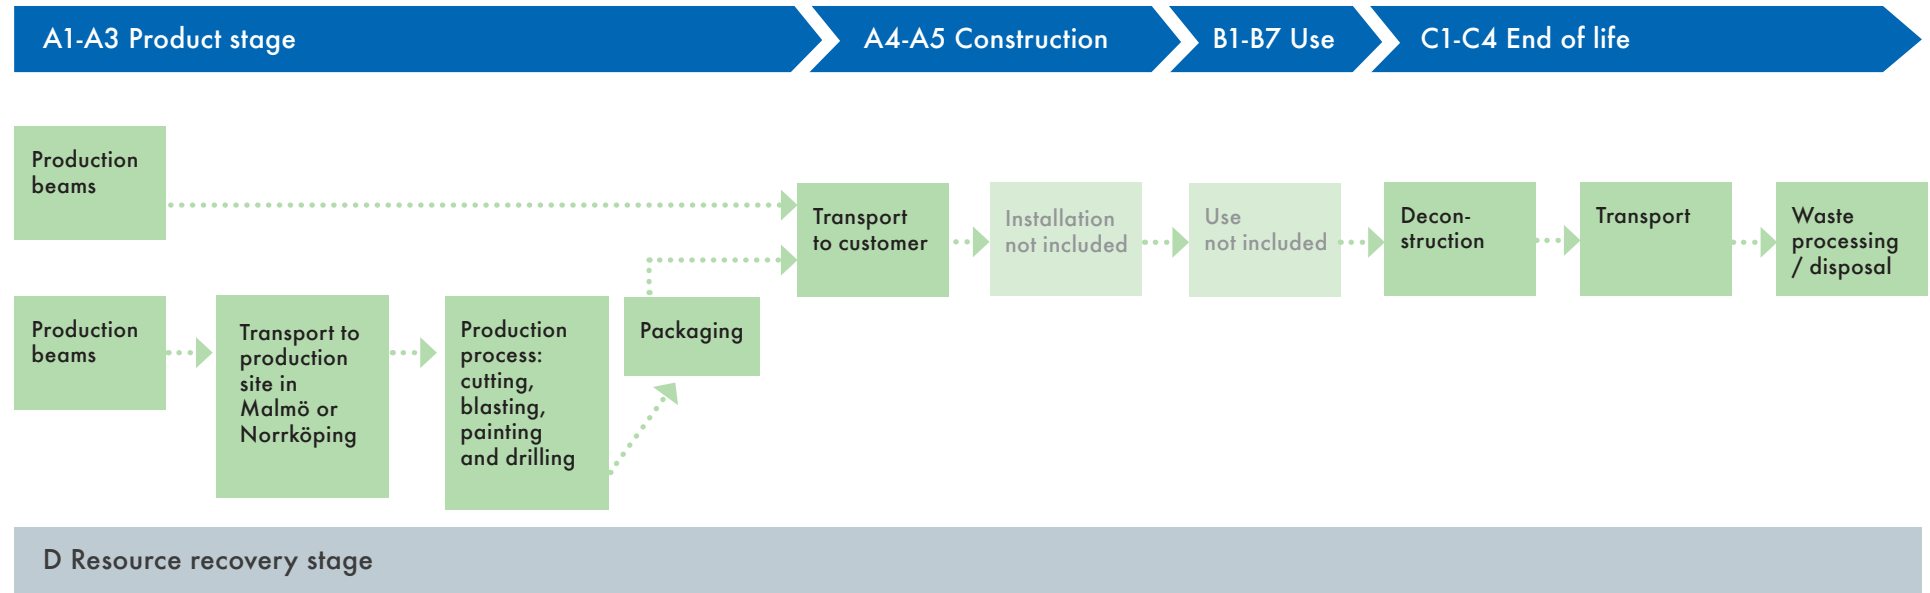 A1-A3 Product stage
A4-A5 Construction
B1-B7 Use
C1-C4 End of life
Production
beams
Transport
to customer
Installation
not included
Use
not included
Decon-
struction
Transport
Waste
processing
/ disposal
Production
beams
Transport to
production
site in
Malmö or
Norrköping
Production
process:
cutting,
blasting,
painting
and drilling
Packaging
D Resource recovery stage